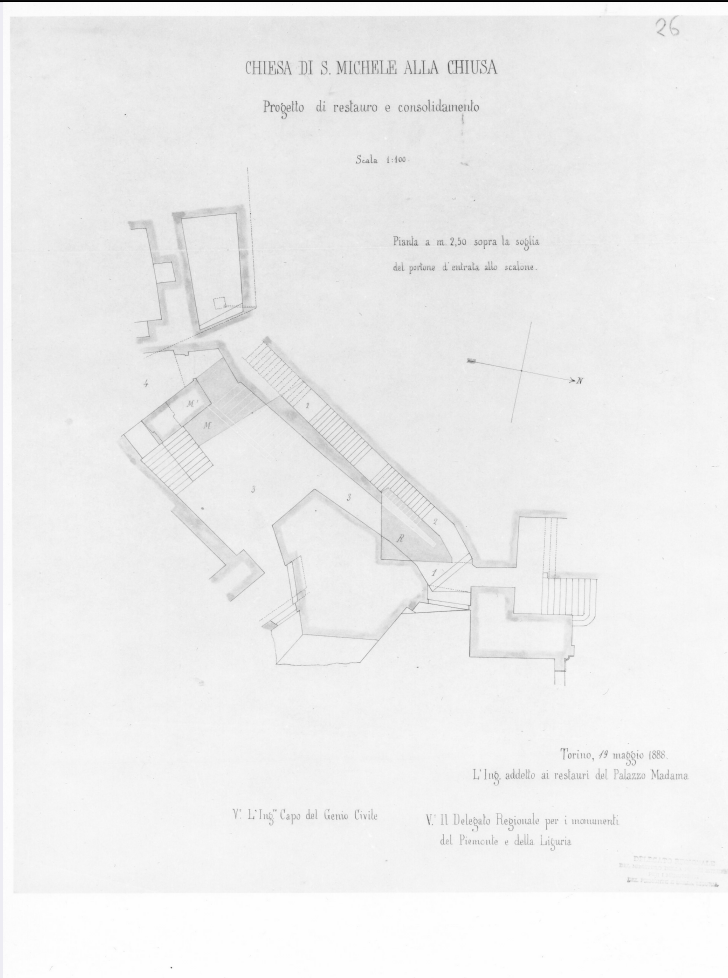 26
CHIESA DI S. MICHELE ALLA CHIUSA
Progetto di restauro e consolidamento
Scala 1:100.
Pianta a m. 2,50 sopra la soglia
del portone d'entrata allo scalone.
N
4
M'
M
2
3
3
2
R
1
Torino, 19 maggio 1888.
L'Ing. addetto ai restauri del Palazzo Madama
V.° L'Ing.re Capo del Genio Civile
V.° Il Delegato Regionale per i monumenti
del Piemonte e della Liguria